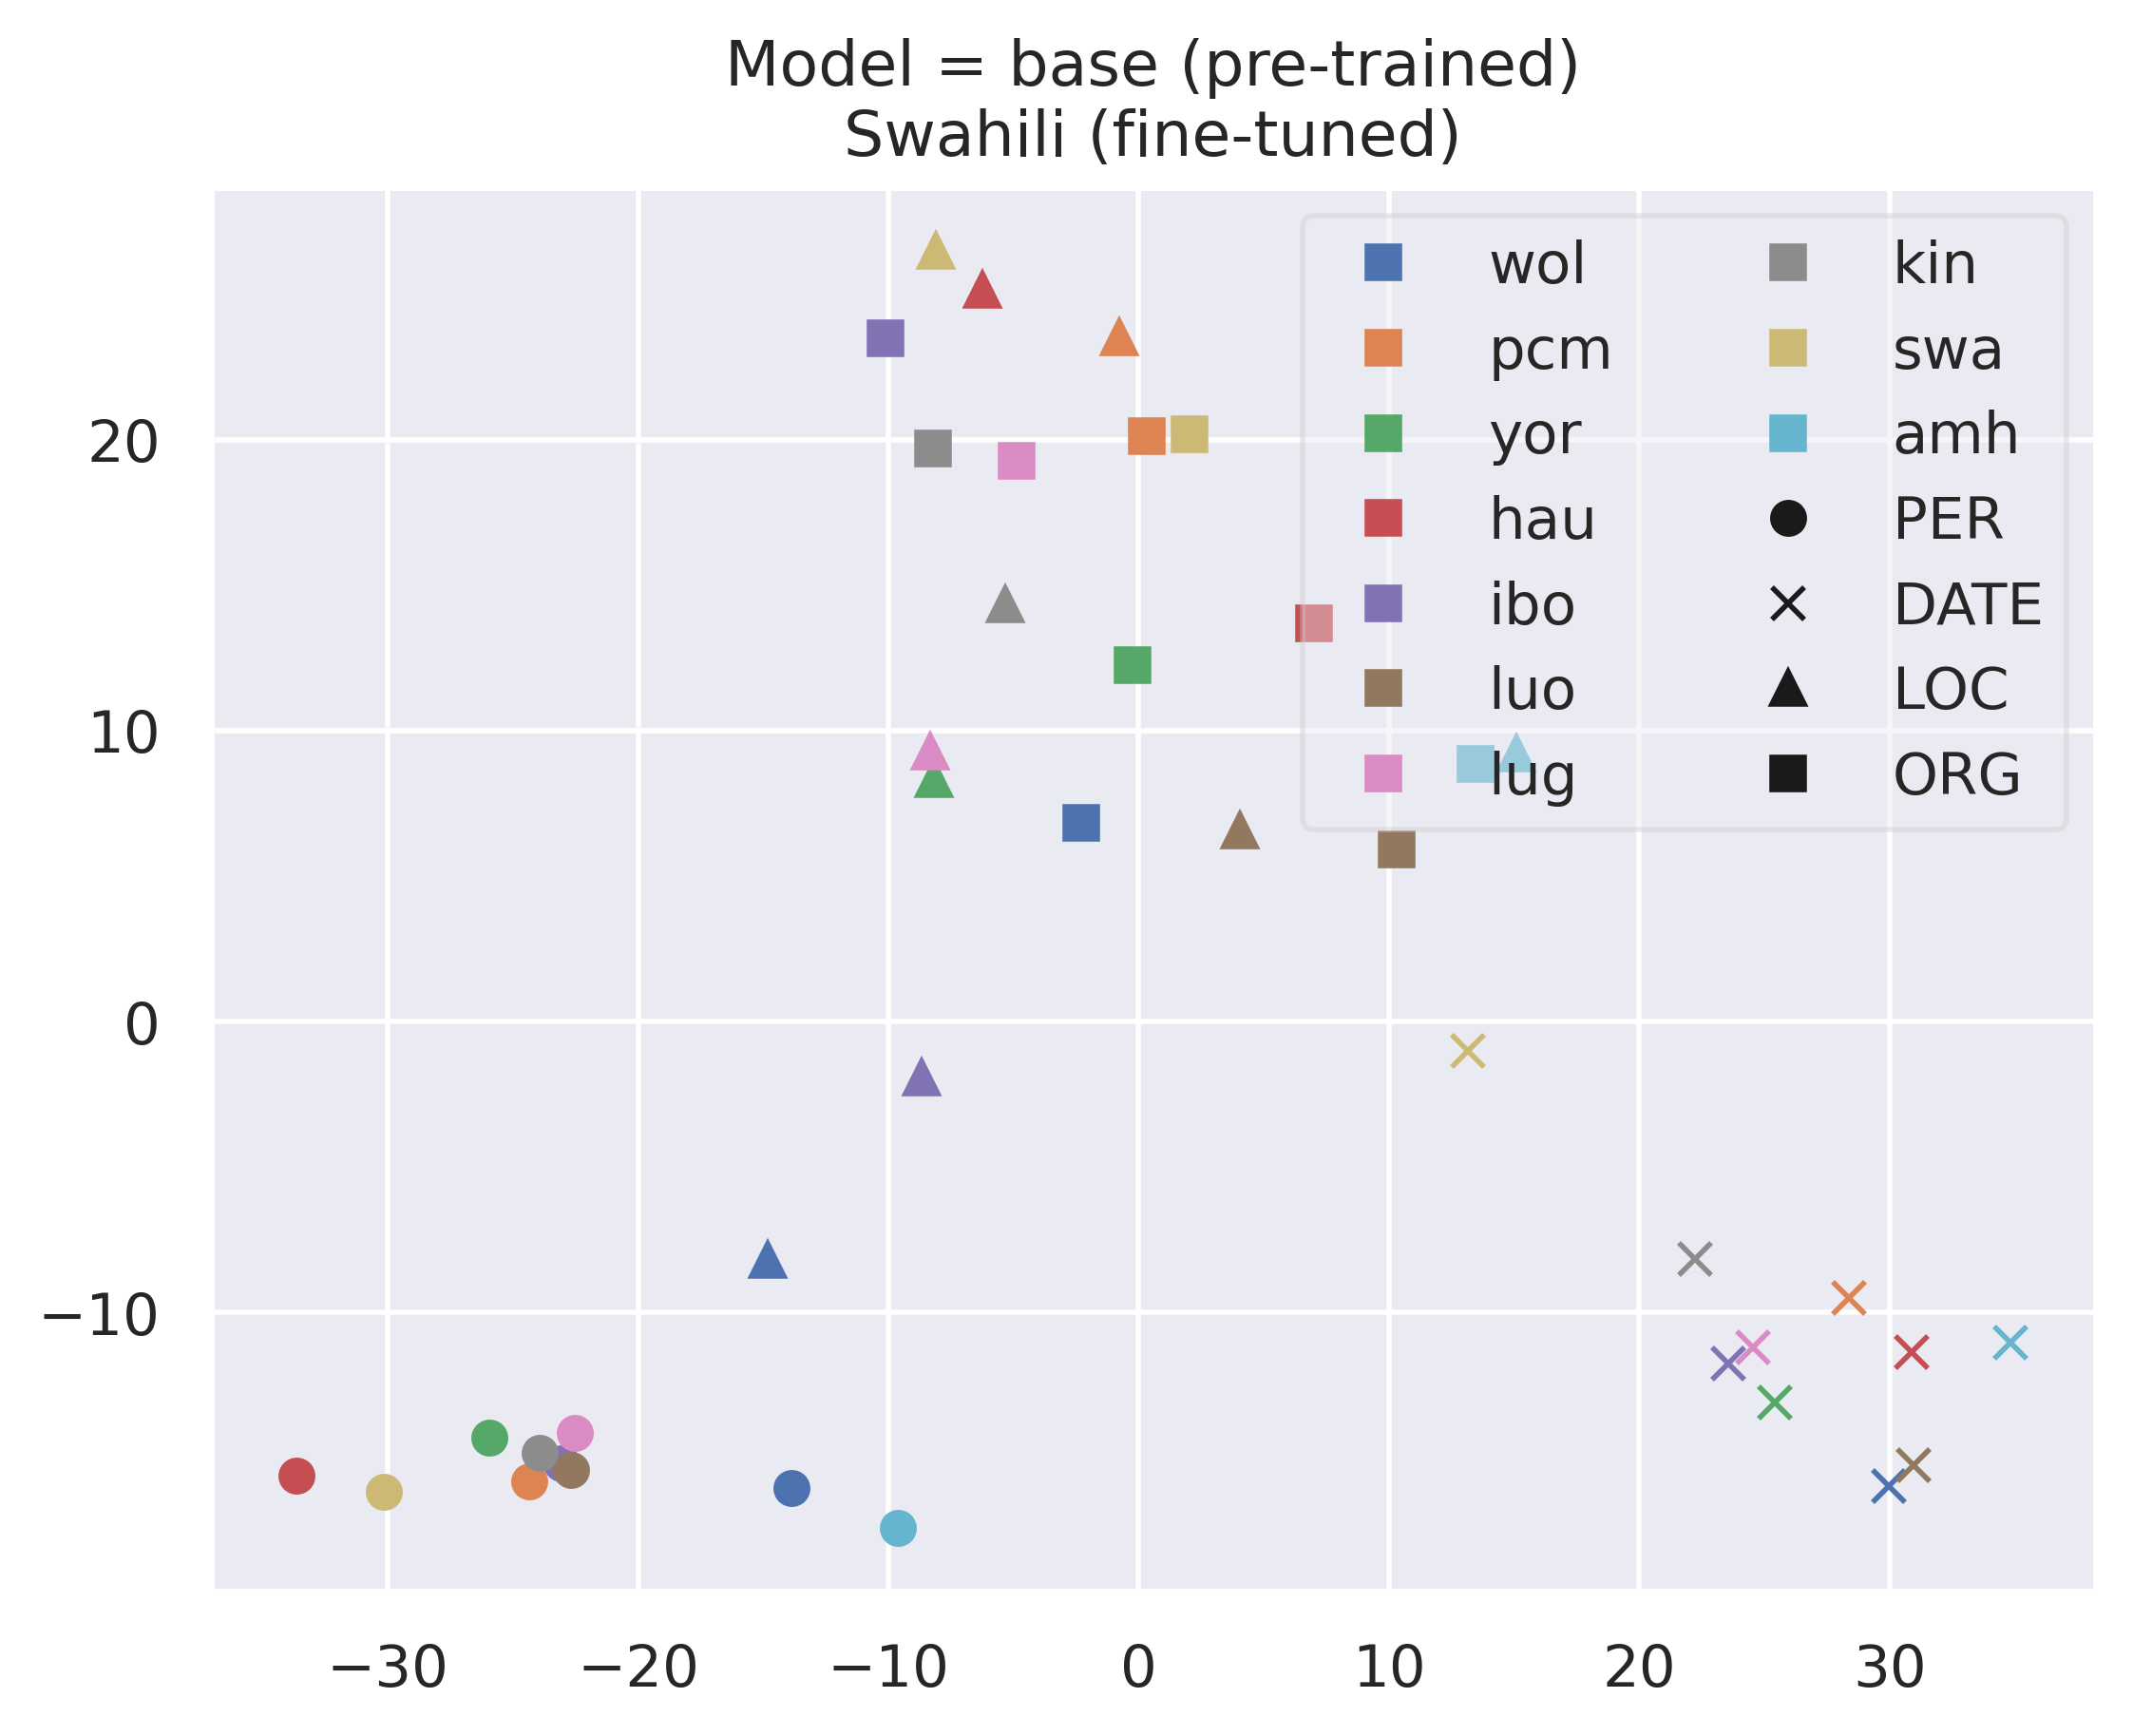 Model = base (pre-trained)
Swahili (fine-tuned)
wol
pcm
yor
hau
ibo
luo
lug
kin
swa
amh
PER
DATE
LOC
ORG
20
10
0
−10
−30 −20 −10 0 10 20 30